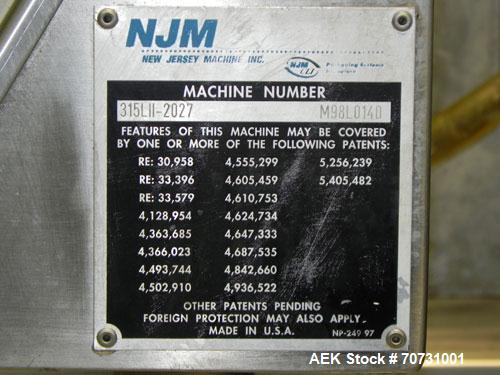 NJM
NEW JERSEY MACHINE INC.
NJM CLI Packaging Systems
MACHINE NUMBER
315LII-2027 M98L0140
FEATURES OF THIS MACHINE MAY BE COVERED
BY ONE OR MORE OF THE FOLLOWING PATENTS:
RE: 30,958 4,555,299 5,256,239
RE: 33,396 4,605,459 5,405,482
RE: 33,579 4,610,753
4,128,954 4,624,734
4,363,685 4,647,333
4,366,023 4,687,535
4,493,744 4,842,660
4,502,910 4,936,522
OTHER PATENTS PENDING
FOREIGN PROTECTION MAY ALSO APPLY.
MADE IN U.S.A. NP-249 97
AEK Stock # 70731001